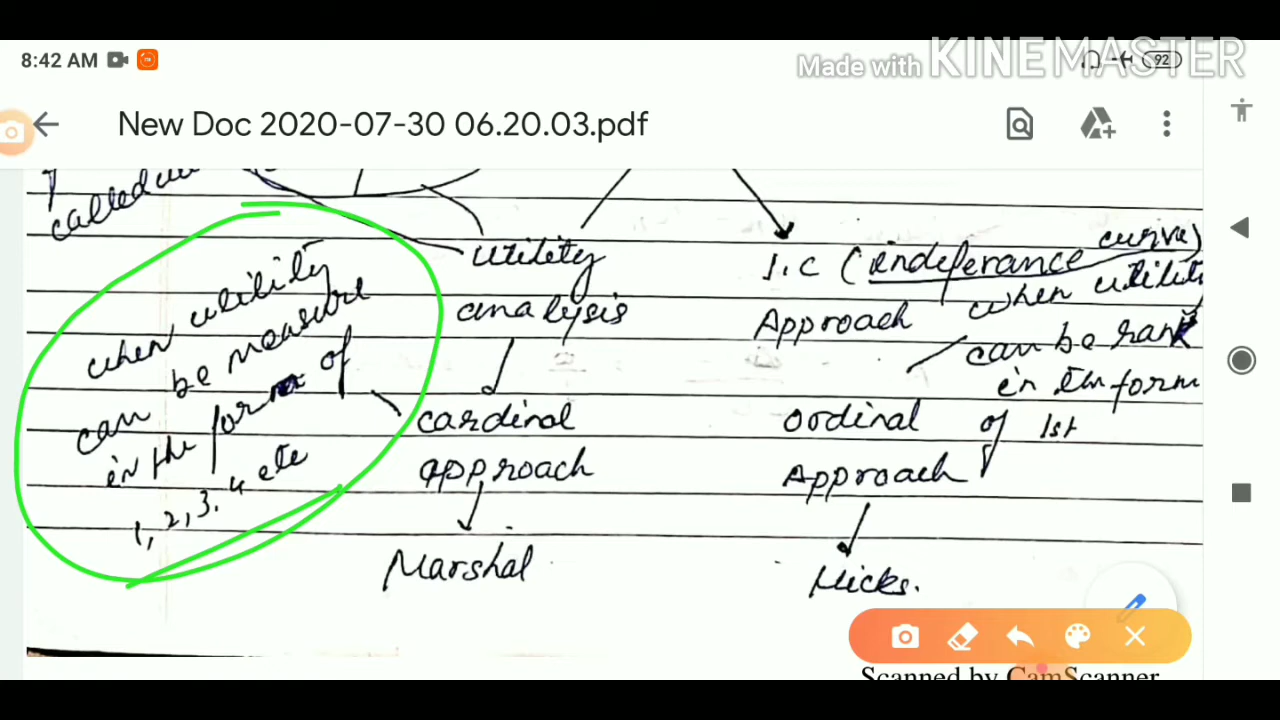 Made with KINEMASTER
8:42 AM
92
New Doc 2020-07-30 06.20.03.pdf
called
when utility
can be measure
in the form of
1, 2, 3. 4 etc
utility
analysis
cardinal
approach
Marshal
I.C (indeferance curve)
Approach
when utility
can be rank
in the form
of 1st
ordinal
Approach
Hicks.
Scanned by CamScanner